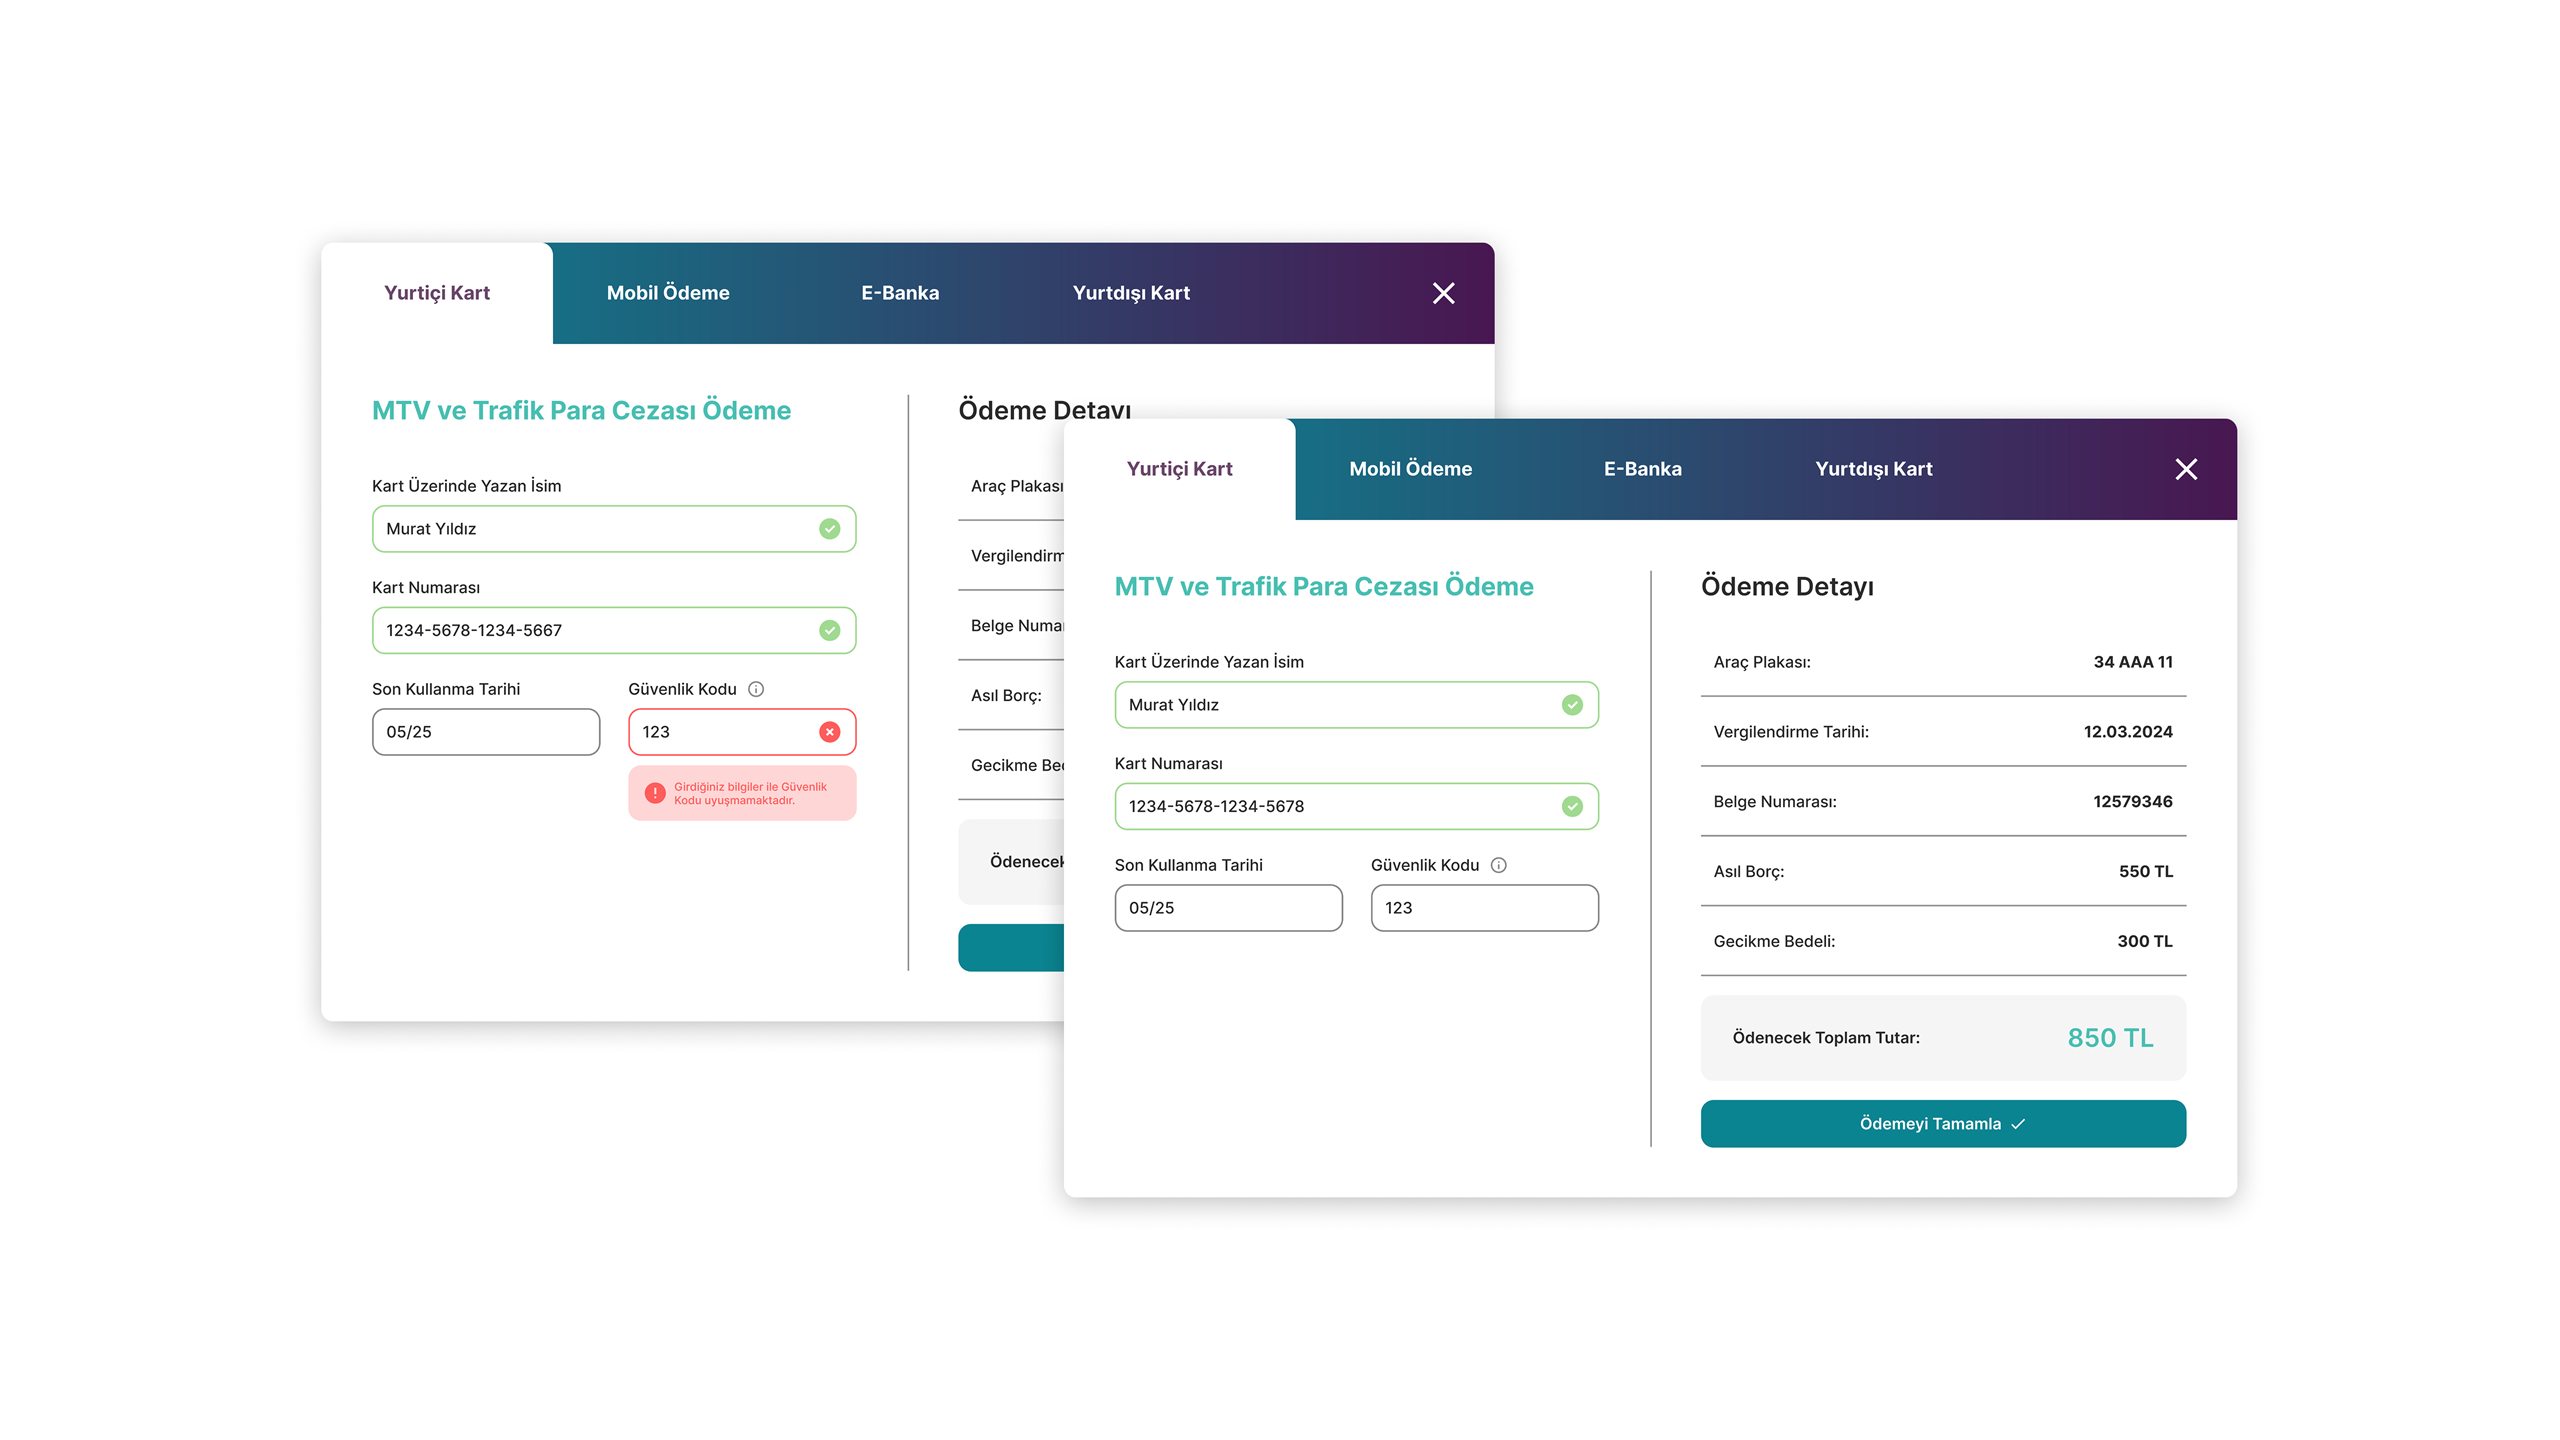 Yurtiçi Kart
Mobil Ödeme
E-Banka
Yurtdışı Kart
MTV ve Trafik Para Cezası Ödeme
Kart Üzerinde Yazan İsim
Murat Yıldız
Kart Numarası
1234-5678-1234-5667
Son Kullanma Tarihi
Güvenlik Kodu
05/25
123
Girdiğiniz bilgiler ile Güvenlik
Kodu uyuşmamaktadır.
Ödeme Detayı
Araç Plakası
Vergilendirm
Belge Numar
Asıl Borç:
Gecikme Bed
Ödenecek
Yurtiçi Kart
Mobil Ödeme
E-Banka
Yurtdışı Kart
MTV ve Trafik Para Cezası Ödeme
Kart Üzerinde Yazan İsim
Murat Yıldız
Kart Numarası
1234-5678-1234-5678
Son Kullanma Tarihi
Güvenlik Kodu
05/25
123
Ödeme Detayı
Araç Plakası: 34 AAA 11
Vergilendirme Tarihi: 12.03.2024
Belge Numarası: 12579346
Asıl Borç: 550 TL
Gecikme Bedeli: 300 TL
Ödenecek Toplam Tutar: 850 TL
Ödemeyi Tamamla